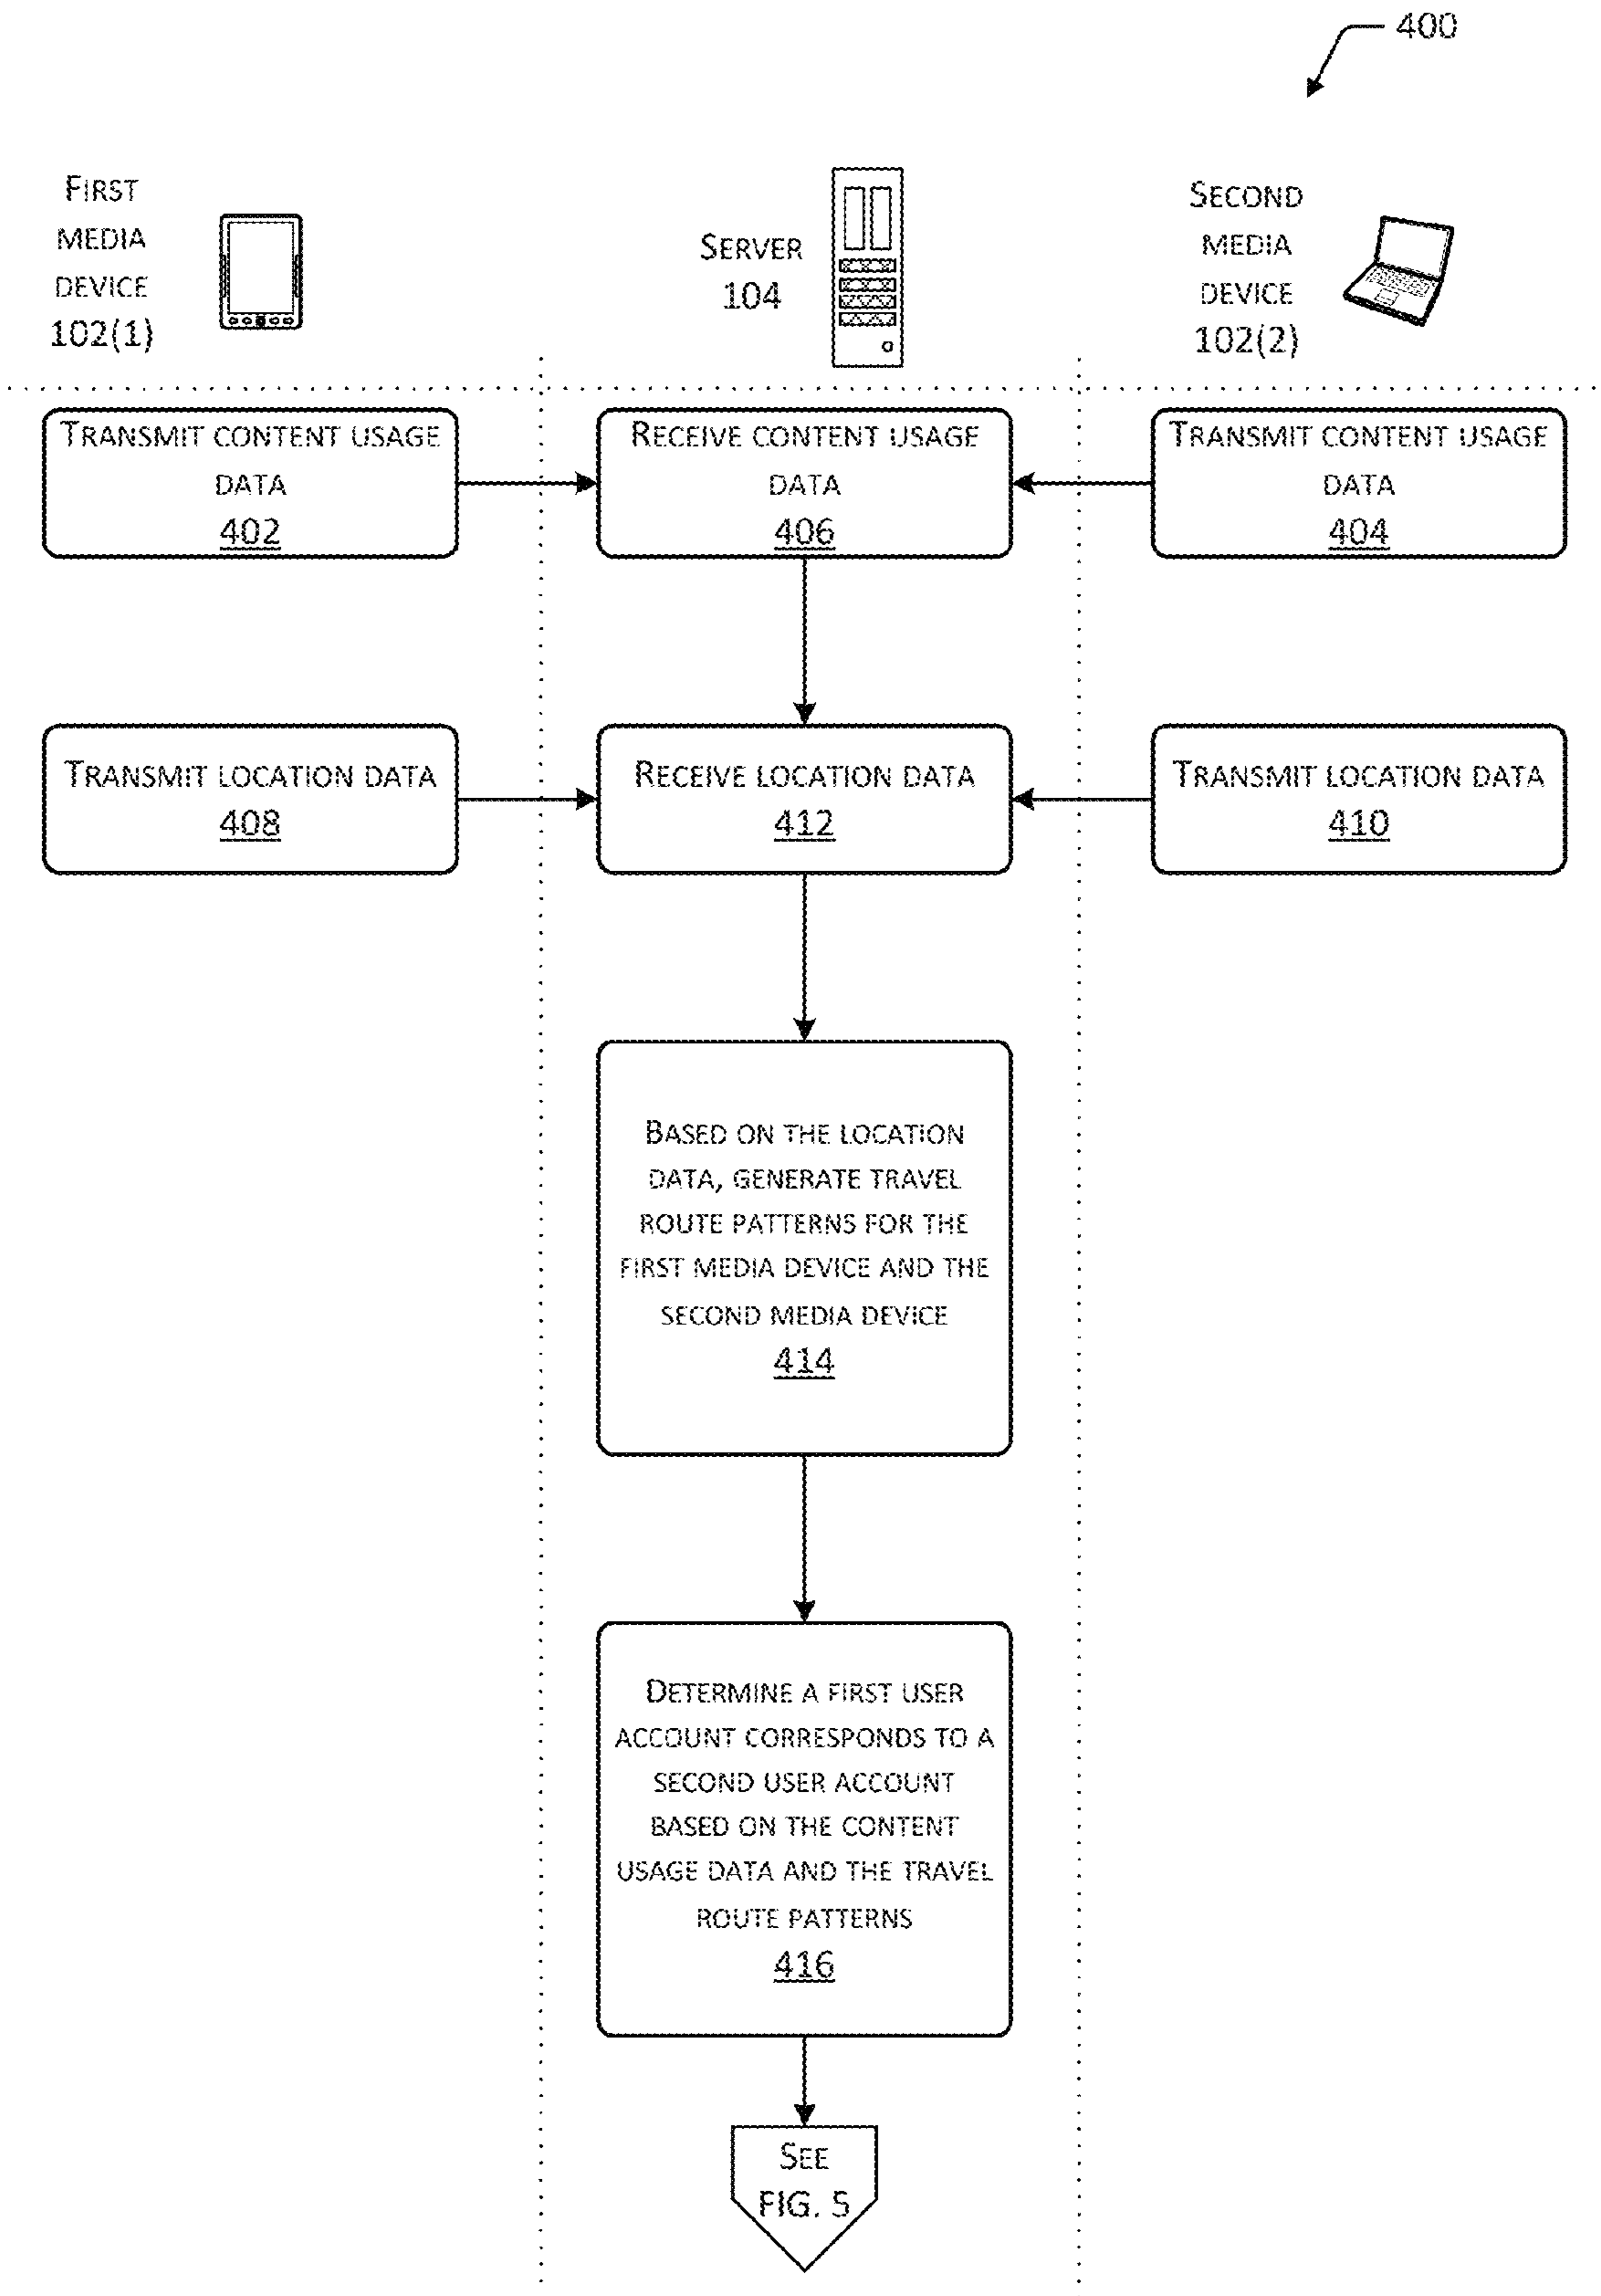 400
FIRST
MEDIA
DEVICE
102(1)
SERVER
104
SECOND
MEDIA
DEVICE
102(2)
TRANSMIT CONTENT USAGE
DATA
402
RECEIVE CONTENT USAGE
DATA
406
TRANSMIT CONTENT USAGE
DATA
404
TRANSMIT LOCATION DATA
408
RECEIVE LOCATION DATA
412
TRANSMIT LOCATION DATA
410
BASED ON THE LOCATION
DATA, GENERATE TRAVEL
ROUTE PATTERNS FOR THE
FIRST MEDIA DEVICE AND THE
SECOND MEDIA DEVICE
414
DETERMINE A FIRST USER
ACCOUNT CORRESPONDS TO A
SECOND USER ACCOUNT
BASED ON THE CONTENT
USAGE DATA AND THE TRAVEL
ROUTE PATTERNS
416
SEE
FIG. 5